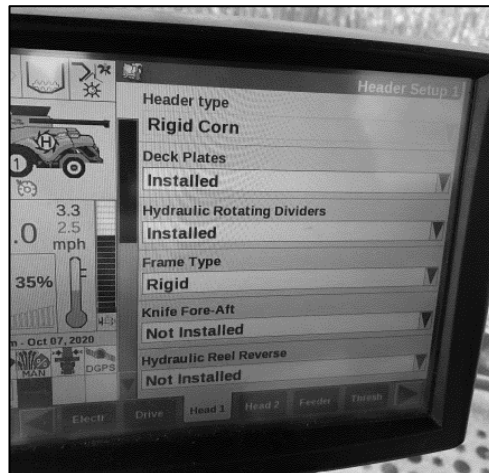 Header Setup 1
Header type
Rigid Corn
Deck Plates
Installed
Hydraulic Rotating Dividers
Installed
Frame Type
Rigid
Knife Fore-Aft
Not Installed
Hydraulic Reel Reverse
Not Installed
H
1
3.3
.0 2.5
mph
35%
m - Oct 07, 2020
MAN DGPS
Electr. Drive Head 1 Head 2 Feeder Thresh